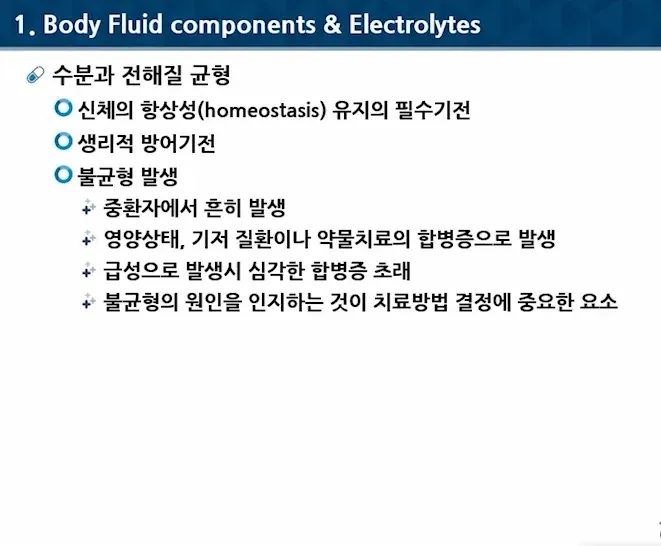 1. Body Fluid components & Electrolytes
수분과 전해질 균형
신체의 항상성(homeostasis) 유지의 필수기전
생리적 방어기전
불균형 발생
중환자에서 흔히 발생
영양상태, 기저 질환이나 약물치료의 합병증으로 발생
급성으로 발생시 심각한 합병증 초래
불균형의 원인을 인지하는 것이 치료방법 결정에 중요한 요소